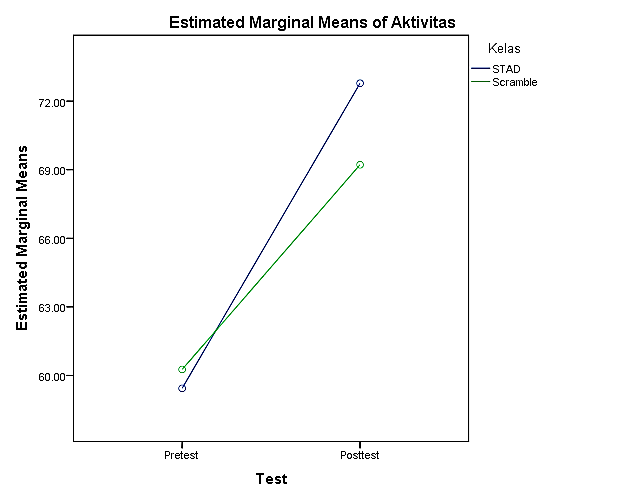 Estimated Marginal Means of Aktivitas
Kelas
STAD
Scramble
Estimated Marginal Means
72.00
69.00
66.00
63.00
60.00
Pretest
Posttest
Test